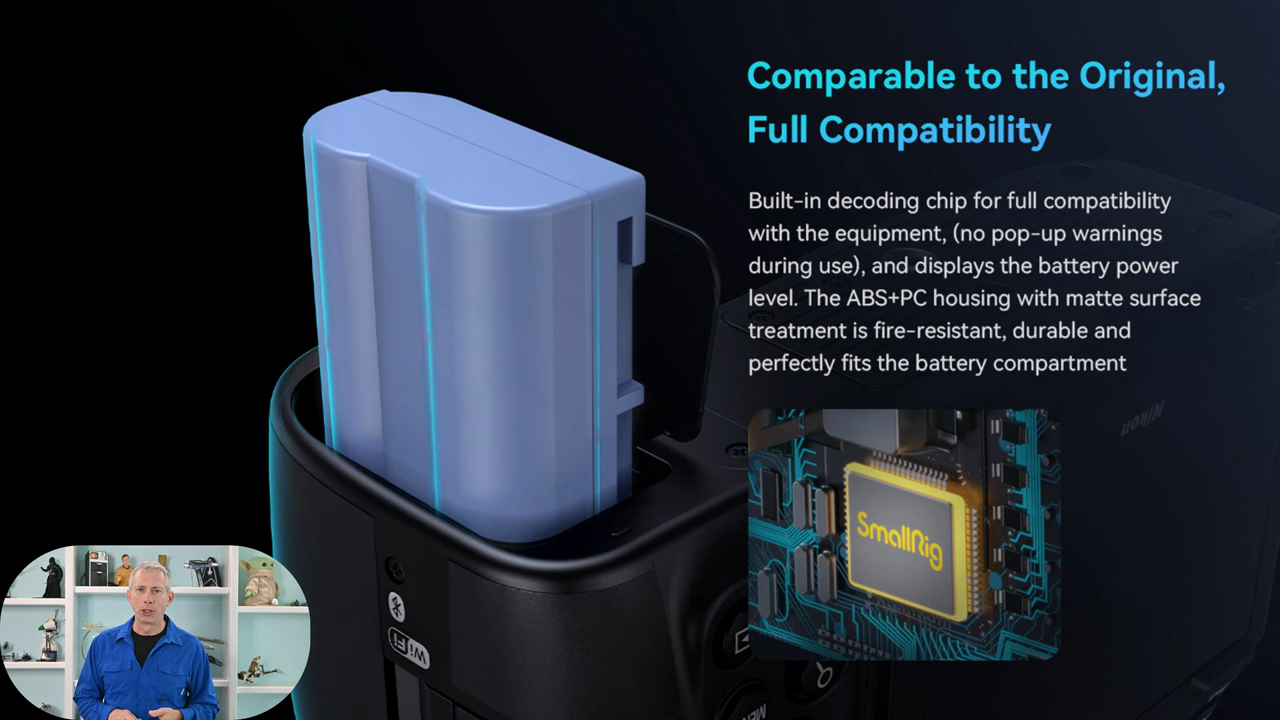 Comparable to the Original,
Full Compatibility
Built-in decoding chip for full compatibility
with the equipment, (no pop-up warnings
during use), and displays the battery power
level. The ABS+PC housing with matte surface
treatment is fire-resistant, durable and
perfectly fits the battery compartment
Nikon
SmallRig
WiFi